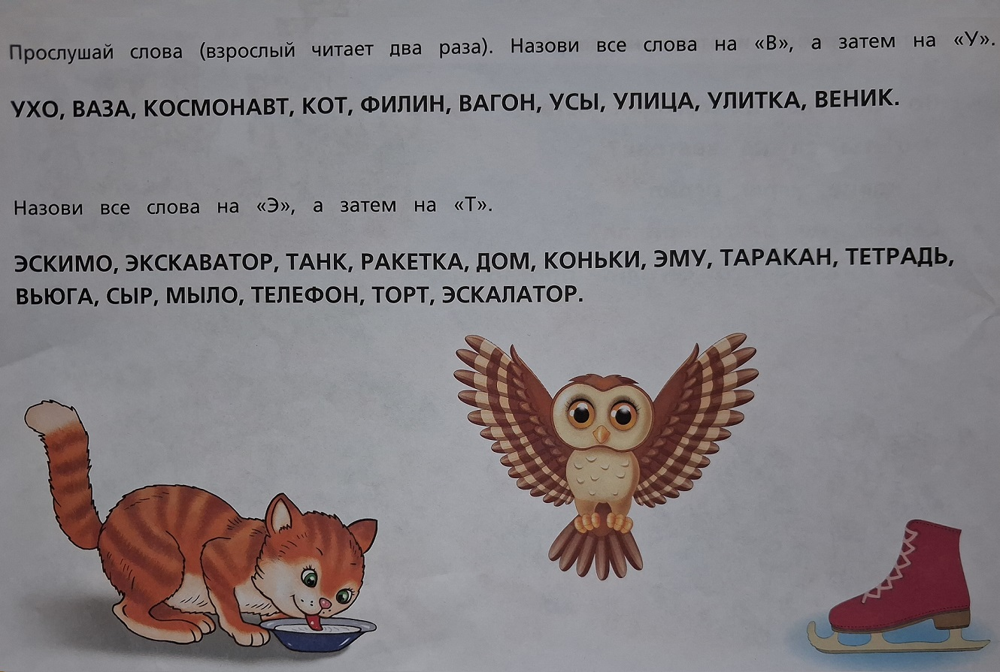 Прослушай слова (взрослый читает два раза). Назови все слова на «В», а затем на «У».
УХО, ВАЗА, КОСМОНАВТ, КОТ, ФИЛИН, ВАГОН, УСЫ, УЛИЦА, УЛИТКА, ВЕНИК.
Назови все слова на «Э», а затем на «Т».
ЭСКИМО, ЭКСКАВАТОР, ТАНК, РАКЕТКА, ДОМ, КОНЬКИ, ЭМУ, ТАРАКАН, ТЕТРАДЬ,
ВЬЮГА, СЫР, МЫЛО, ТЕЛЕФОН, ТОРТ, ЭСКАЛАТОР.